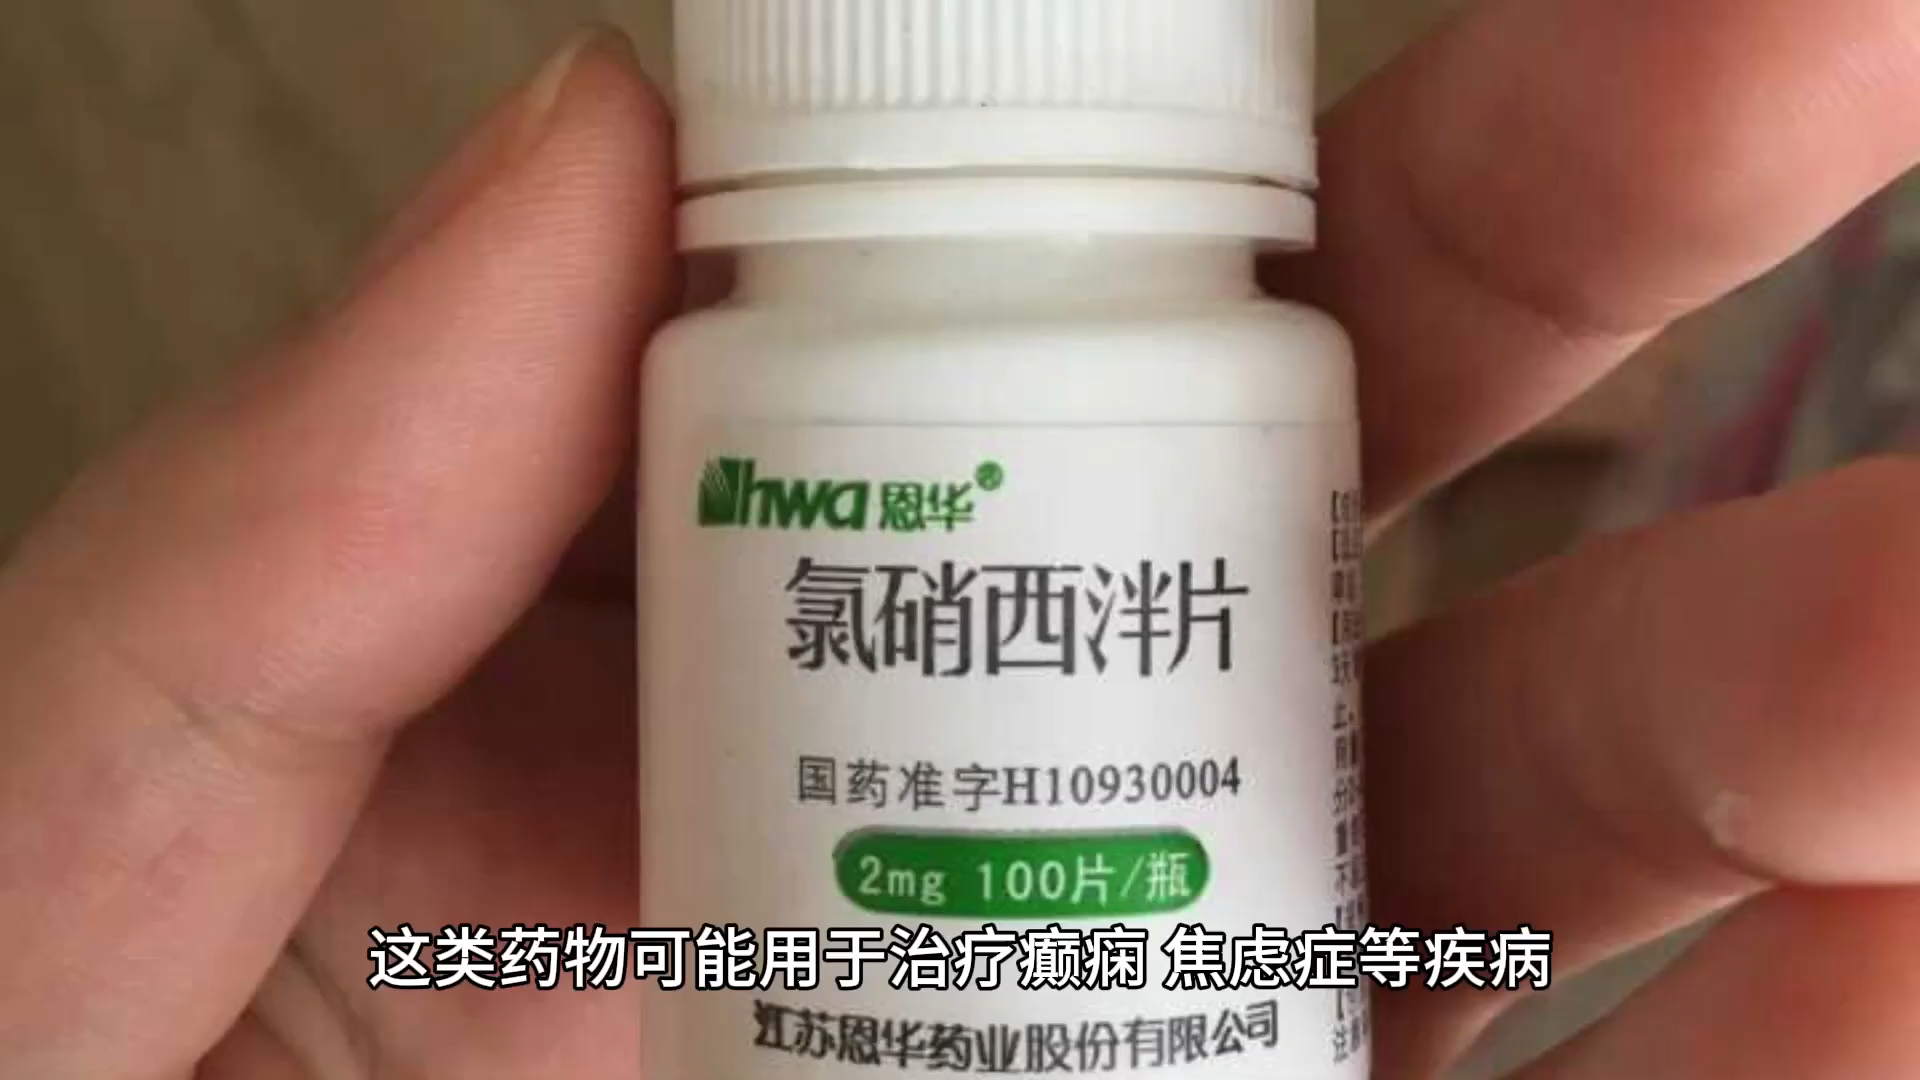 hwa 恩华®
氯硝西泮片
国药准字H10930004
2mg 100片/瓶
这类药物可能用于治疗癫痫 焦虑症等疾病
江苏恩华药业股份有限公司